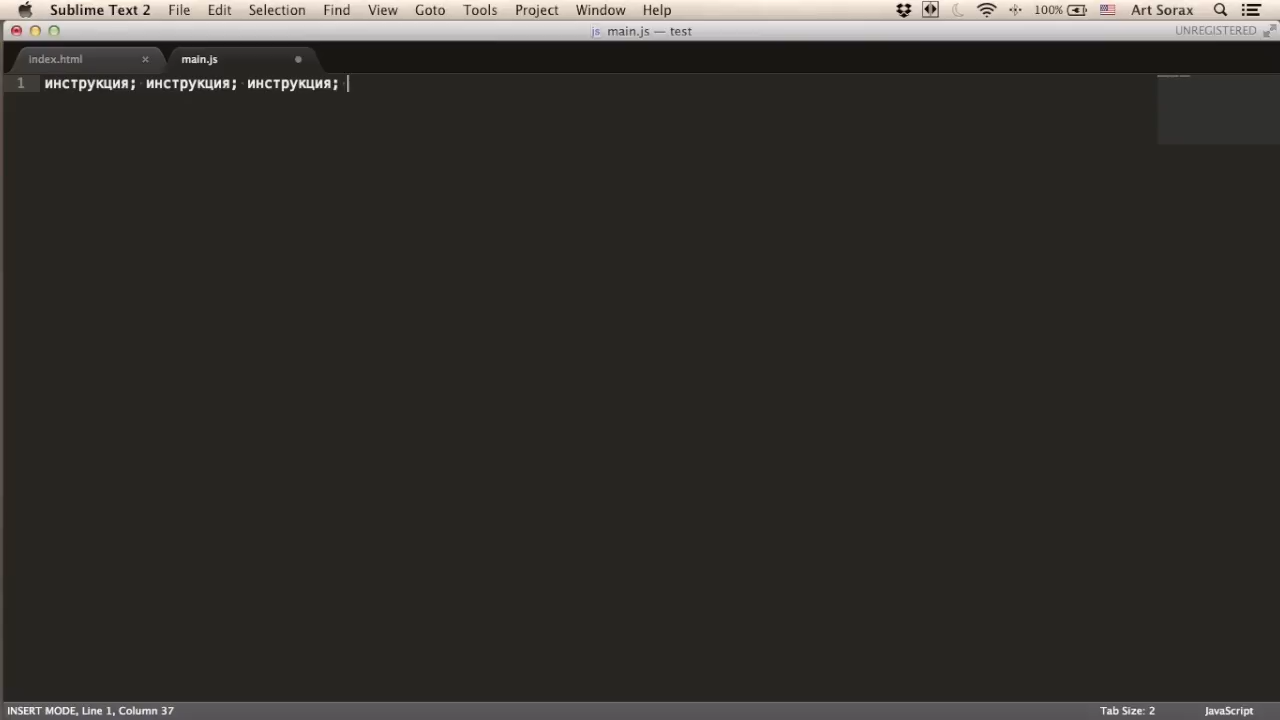 Sublime Text 2 File Edit Selection Find View Goto Tools Project Window Help 100% Art Sorax
main.js — test UNREGISTERED
index.html × main.js
1 инструкция; инструкция; инструкция;
INSERT MODE, Line 1, Column 37 Tab Size: 2 JavaScript